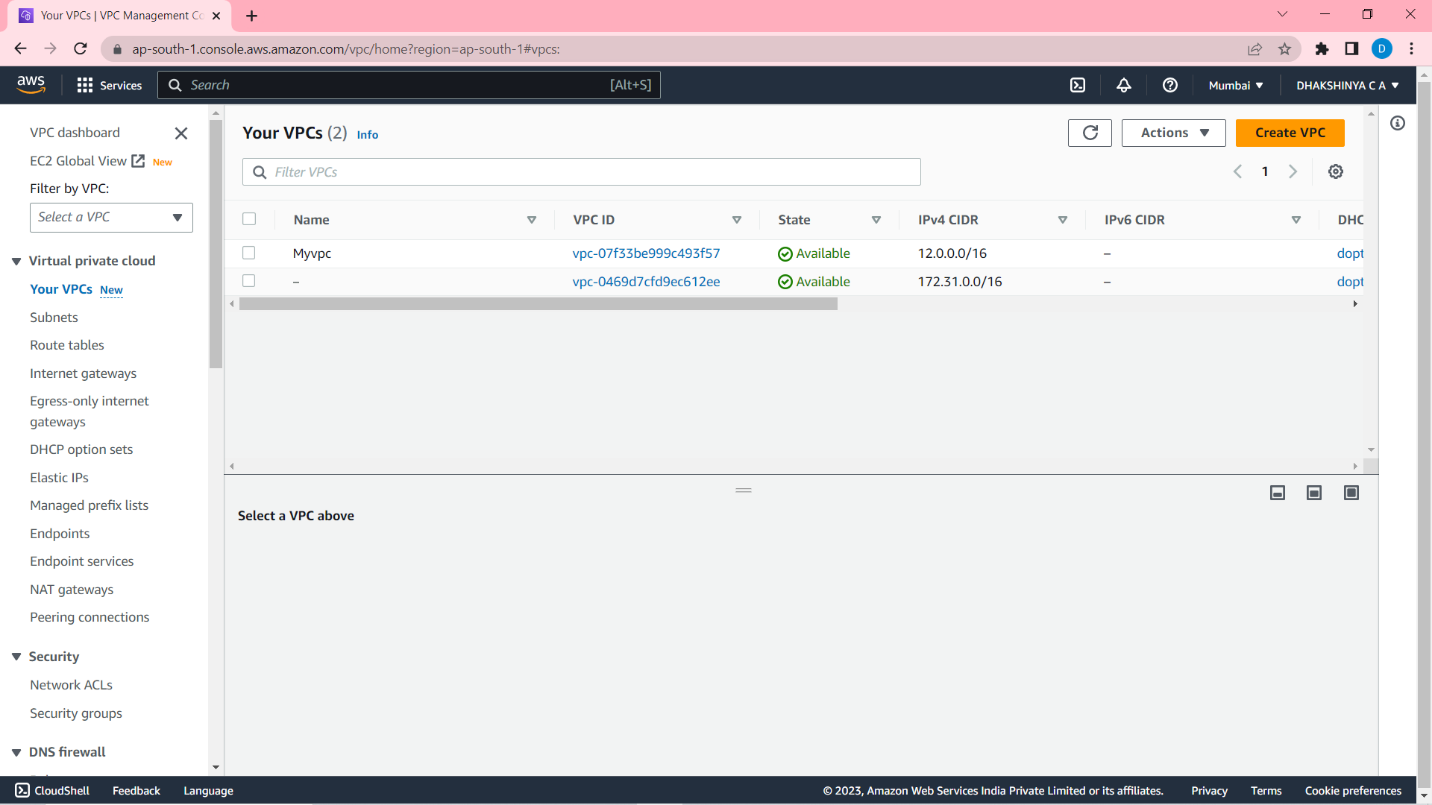 Your VPCs | VPC Management Co
ap-south-1.console.aws.amazon.com/vpc/home?region=ap-south-1#vpcs:
D
aws
Services
Search
[Alt+S]
Mumbai
DHAKSHINYA C A
VPC dashboard
EC2 Global View New
Filter by VPC:
Select a VPC
Virtual private cloud
Your VPCs New
Subnets
Route tables
Internet gateways
Egress-only internet
gateways
DHCP option sets
Elastic IPs
Managed prefix lists
Endpoints
Endpoint services
NAT gateways
Peering connections
Security
Network ACLs
Security groups
DNS firewall
Your VPCs (2) Info
Actions
Create VPC
Filter VPCs
1
Name VPC ID State IPv4 CIDR IPv6 CIDR DHC
Myvpc vpc-07f33be999c493f57 Available 12.0.0.0/16 – dopt
– vpc-0469d7cfd9ec612ee Available 172.31.0.0/16 – dopt
Select a VPC above
CloudShell Feedback Language
© 2023, Amazon Web Services India Private Limited or its affiliates. Privacy Terms Cookie preferences